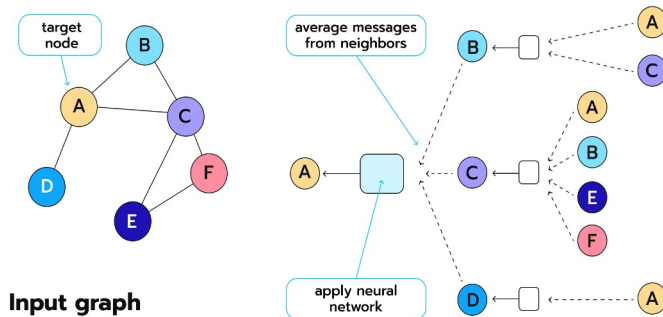 target
node
B
A
C
D
F
E
Input graph
average messages
from neighbors
apply neural
network
A
B
C
D
A
C
A
B
E
F
A